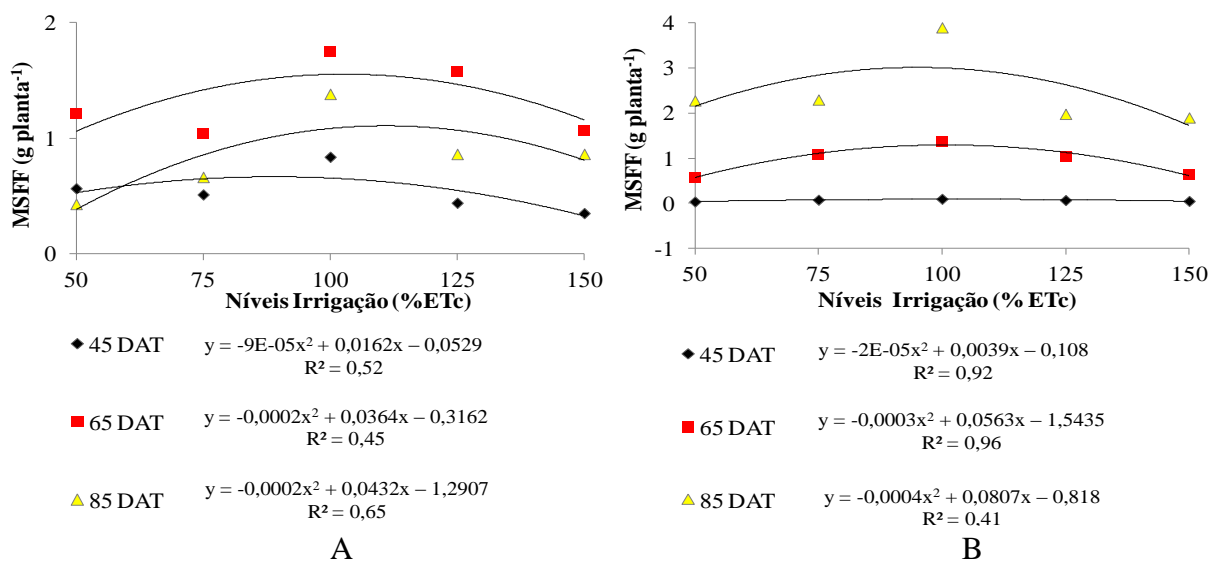 MSFF (g planta-1)
2
1
0
50
75
100
125
150
Níveis Irrigação (%ETc)
45 DAT
y = -9E-05x² + 0,0162x – 0,0529
R² = 0,52
65 DAT
y = -0,0002x² + 0,0364x – 0,3162
R² = 0,45
85 DAT
y = -0,0002x² + 0,0432x – 1,2907
R² = 0,65
A
MSFF (g planta-1)
4
3
2
1
0
-1
50
75
100
125
150
Níveis Irrigação (% ETc)
45 DAT
y = -2E-05x² + 0,0039x – 0,108
R² = 0,92
65 DAT
y = -0,0003x² + 0,0563x – 1,5435
R² = 0,96
85 DAT
y = -0,0004x² + 0,0807x – 0,818
R² = 0,41
B